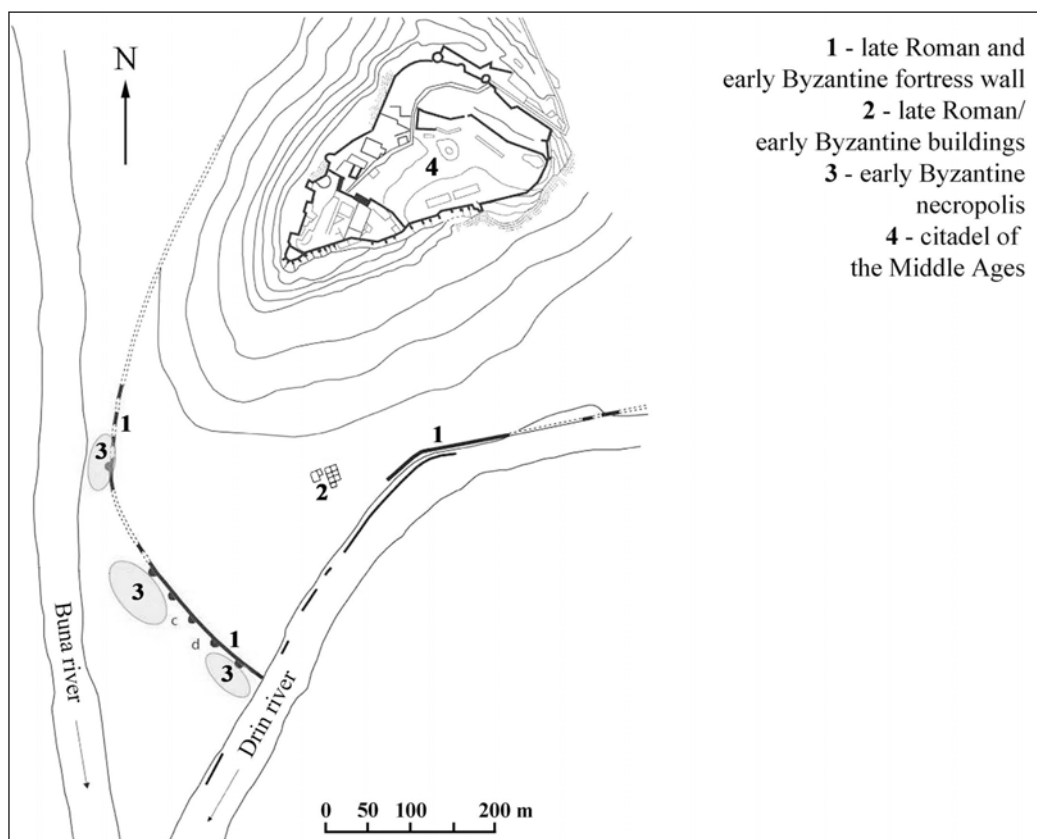 N
1 - late Roman and
early Byzantine fortress wall
2 - late Roman/
early Byzantine buildings
3 - early Byzantine
necropolis
4 - citadel of
the Middle Ages
4
1
3
1
2
3
c
d
1
3
Buna river
Drin river
0 50 100 200 m